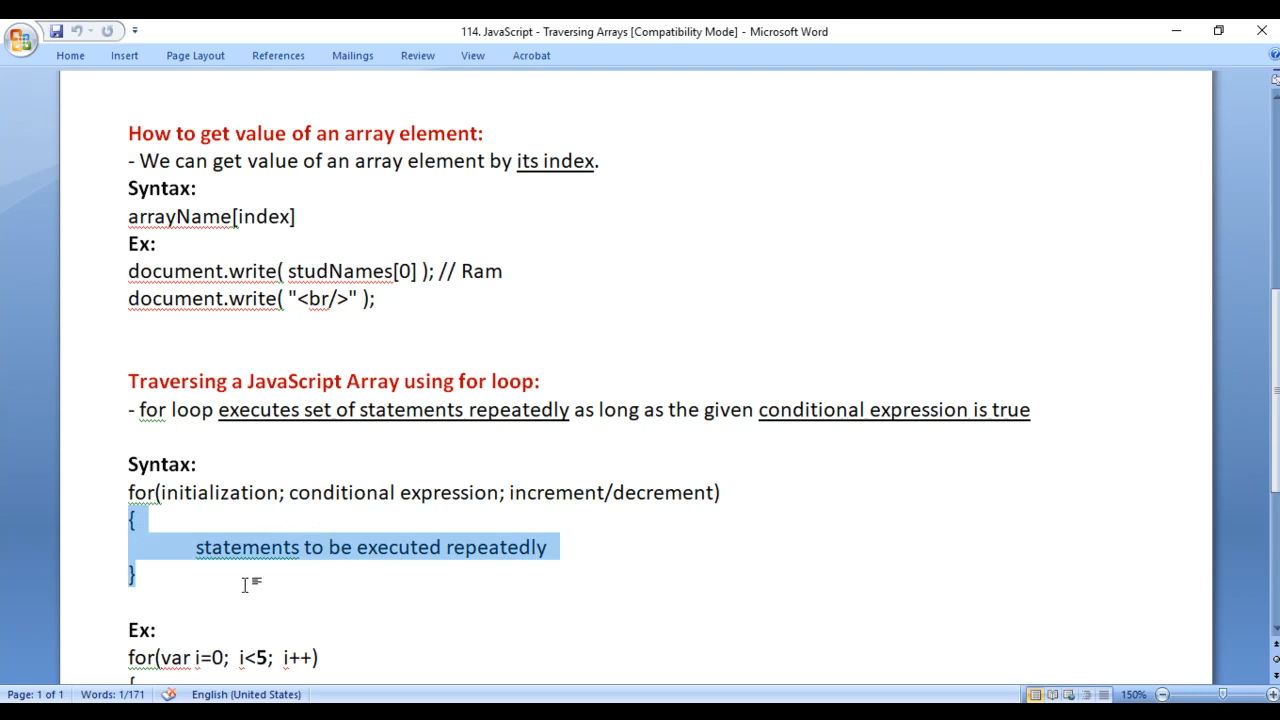 114. JavaScript - Traversing Arrays [Compatibility Mode] - Microsoft Word
Home Insert Page Layout References Mailings Review View Acrobat
How to get value of an array element:
- We can get value of an array element by its index.
Syntax:
arrayName[index]
Ex:
document.write( studNames[0] ); // Ram
document.write( "<br/>" );
Traversing a JavaScript Array using for loop:
- for loop executes set of statements repeatedly as long as the given conditional expression is true
Syntax:
for(initialization; conditional expression; increment/decrement)
{
statements to be executed repeatedly
}
Ex:
for(var i=0;  i<5;  i++)
{
Page: 1 of 1 Words: 1/171 English (United States) 150%